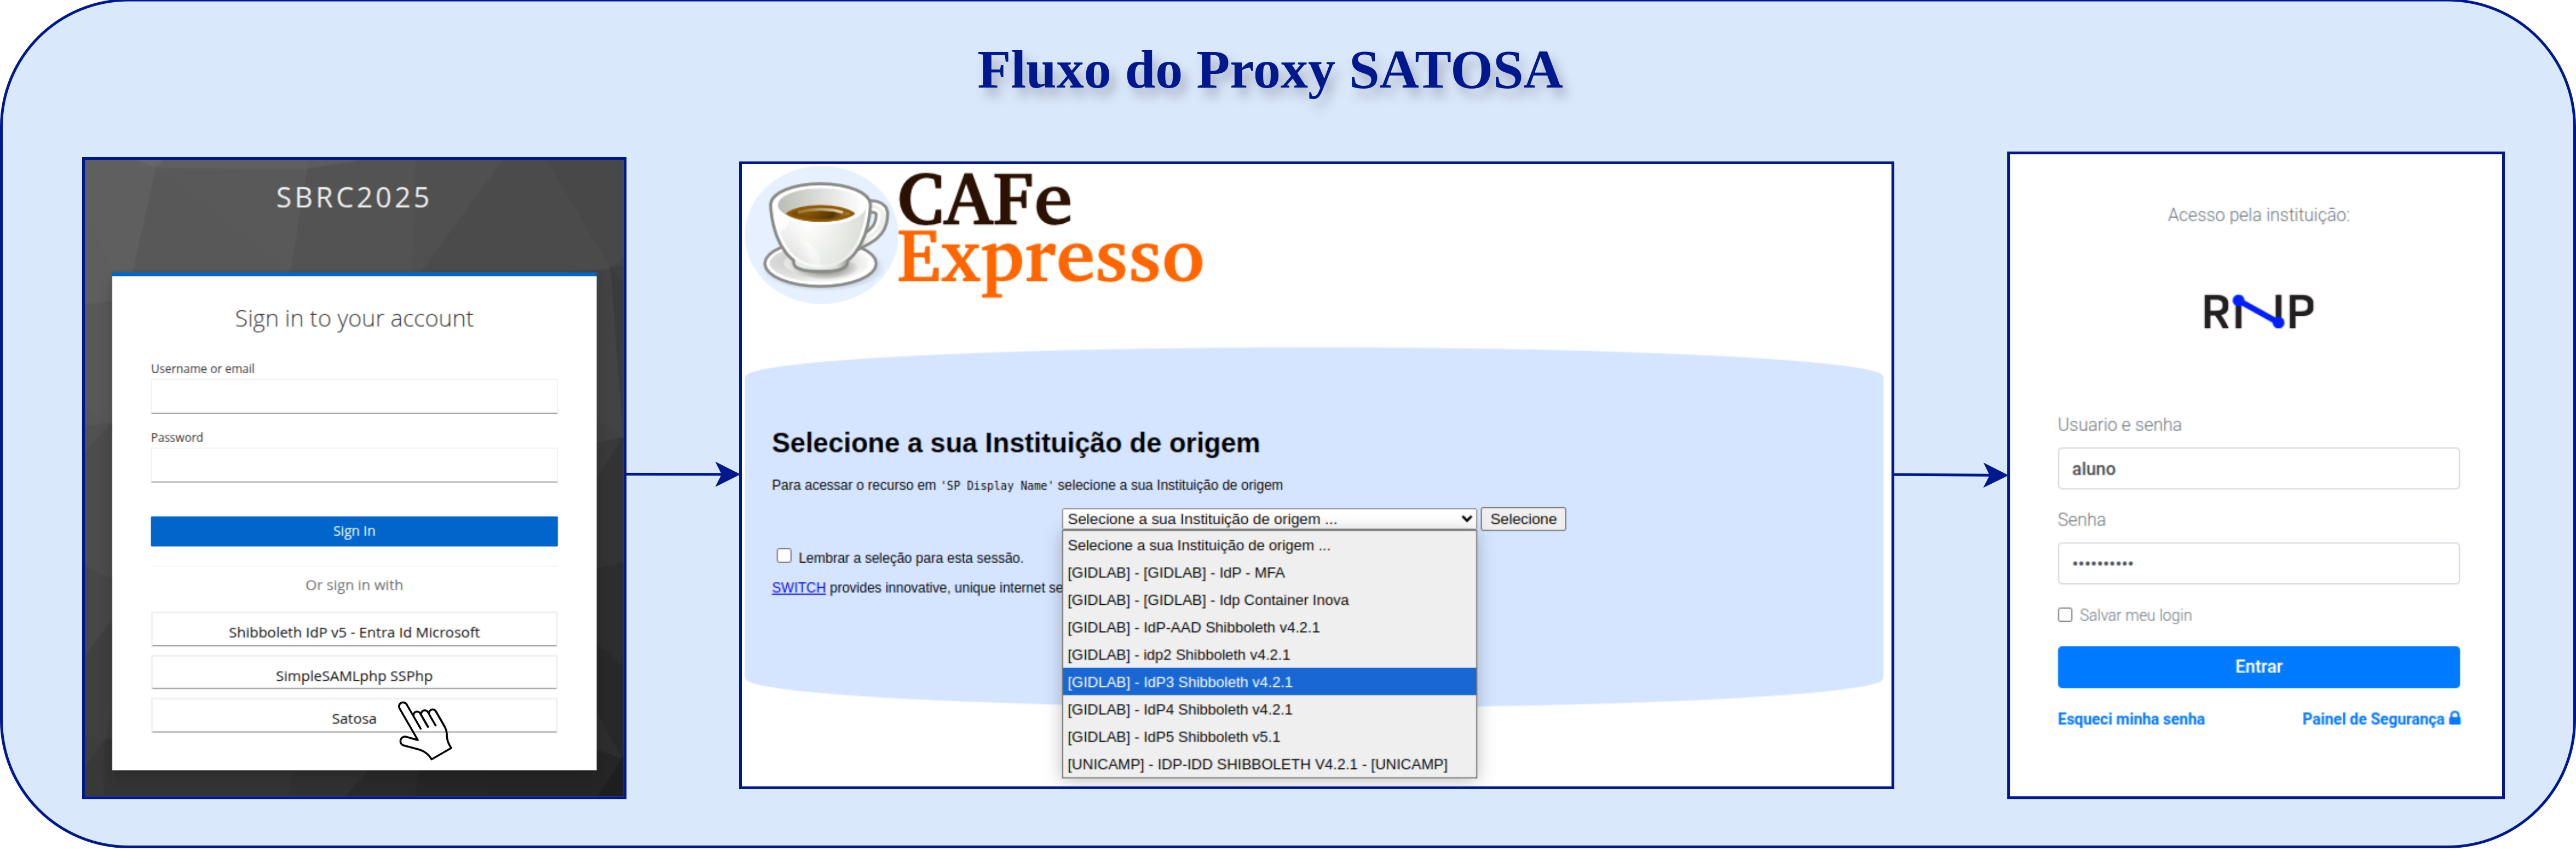 Fluxo do Proxy SATOSA
SBRC2025
Sign in to your account
Username or email
Password
Sign In
Or sign in with
Shibboleth IdP v5 - Entra Id Microsoft
SimpleSAMLphp SSPhp
Satosa
CAFe
Expresso
Selecione a sua Instituição de origem
Para acessar o recurso em 'SP Display Name' selecione a sua Instituição de origem
Selecione a sua Instituição de origem ... Selecione
Selecione a sua Instituição de origem ...
[GIDLAB] - [GIDLAB] - IdP - MFA
[GIDLAB] - [GIDLAB] - Idp Container Inova
[GIDLAB] - IdP-AAD Shibboleth v4.2.1
[GIDLAB] - idp2 Shibboleth v4.2.1
[GIDLAB] - IdP3 Shibboleth v4.2.1
[GIDLAB] - IdP4 Shibboleth v4.2.1
[GIDLAB] - IdP5 Shibboleth v5.1
[UNICAMP] - IDP-IDD SHIBBOLETH V4.2.1 - [UNICAMP]
Lembrar a seleção para esta sessão.
SWITCH provides innovative, unique internet se
Acesso pela instituição:
RNP
Usuario e senha
aluno
Senha
••••••••••
Salvar meu login
Entrar
Esqueci minha senha
Painel de Segurança